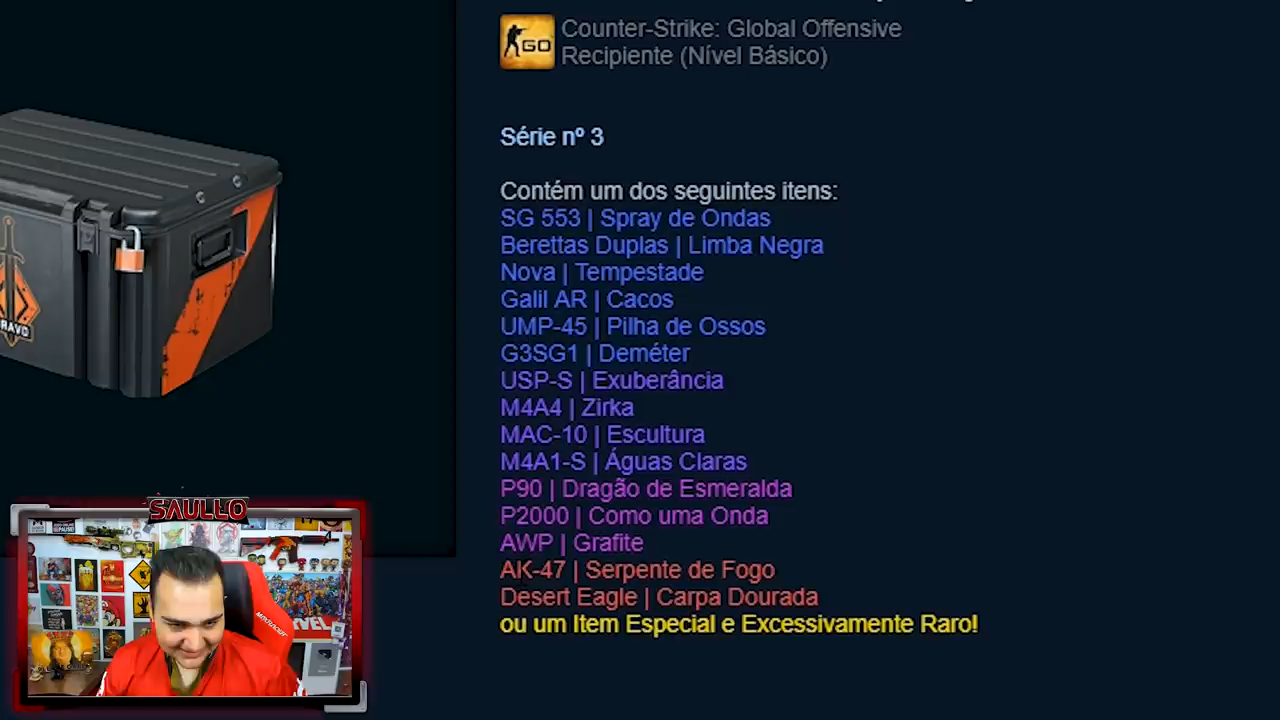 GO
Counter-Strike: Global Offensive
Recipiente (Nível Básico)
Série nº 3
Contém um dos seguintes itens:
SG 553 | Spray de Ondas
Berettas Duplas | Limba Negra
Nova | Tempestade
Galil AR | Cacos
UMP-45 | Pilha de Ossos
G3SG1 | Deméter
USP-S | Exuberância
M4A4 | Zirka
MAC-10 | Escultura
M4A1-S | Águas Claras
P90 | Dragão de Esmeralda
P2000 | Como uma Onda
AWP | Grafite
AK-47 | Serpente de Fogo
Desert Eagle | Carpa Dourada
ou um Item Especial e Excessivamente Raro!
SAULLO